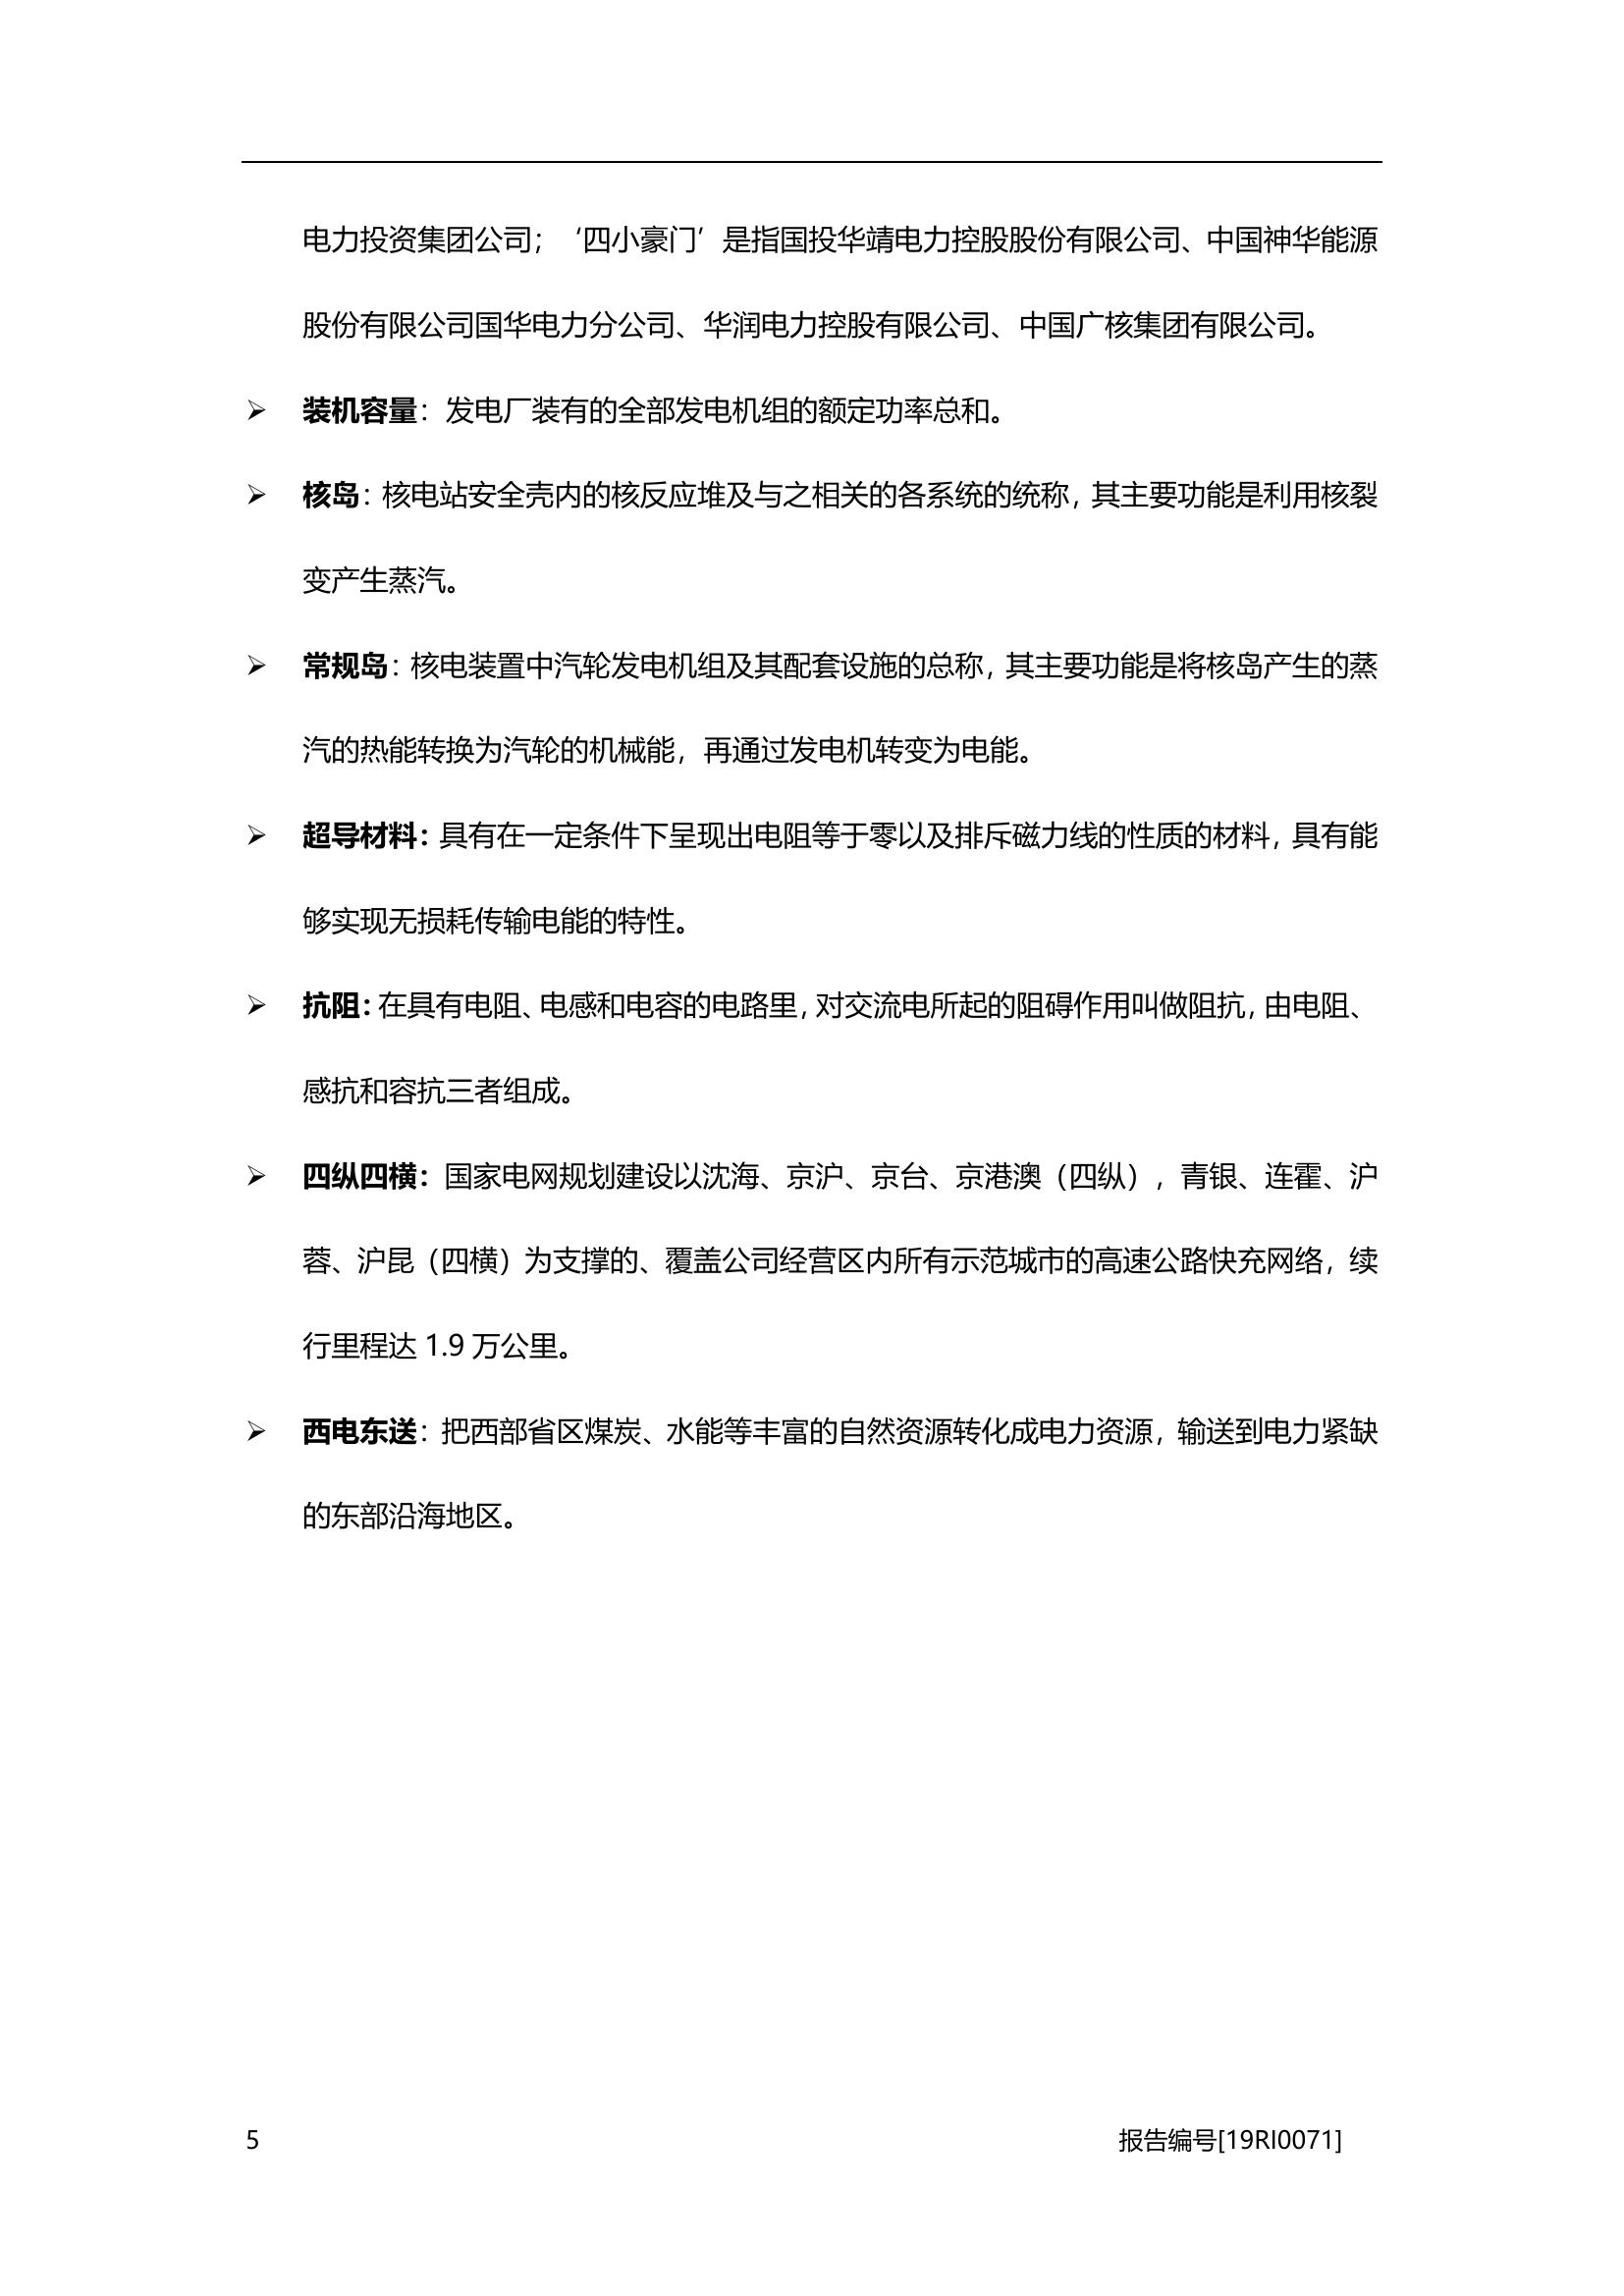 电力投资集团公司；‘四小豪门’是指国投华靖电力控股股份有限公司、中国神华能源
股份有限公司国华电力分公司、华润电力控股有限公司、中国广核集团有限公司。
➢ 装机容量：发电厂装有的全部发电机组的额定功率总和。
➢ 核岛：核电站安全壳内的核反应堆及与之相关的各系统的统称，其主要功能是利用核裂
变产生蒸汽。
➢ 常规岛：核电装置中汽轮发电机组及其配套设施的总称，其主要功能是将核岛产生的蒸
汽的热能转换为汽轮的机械能，再通过发电机转变为电能。
➢ 超导材料：具有在一定条件下呈现出电阻等于零以及排斥磁力线的性质的材料，具有能
够实现无损耗传输电能的特性。
➢ 抗阻：在具有电阻、电感和电容的电路里，对交流电所起的阻碍作用叫做阻抗，由电阻、
感抗和容抗三者组成。
➢ 四纵四横：国家电网规划建设以沈海、京沪、京台、京港澳（四纵），青银、连霍、沪
蓉、沪昆（四横）为支撑的、覆盖公司经营区内所有示范城市的高速公路快充网络，续
行里程达 1.9 万公里。
➢ 西电东送：把西部省区煤炭、水能等丰富的自然资源转化成电力资源，输送到电力紧缺
的东部沿海地区。
5 报告编号[19RI0071]